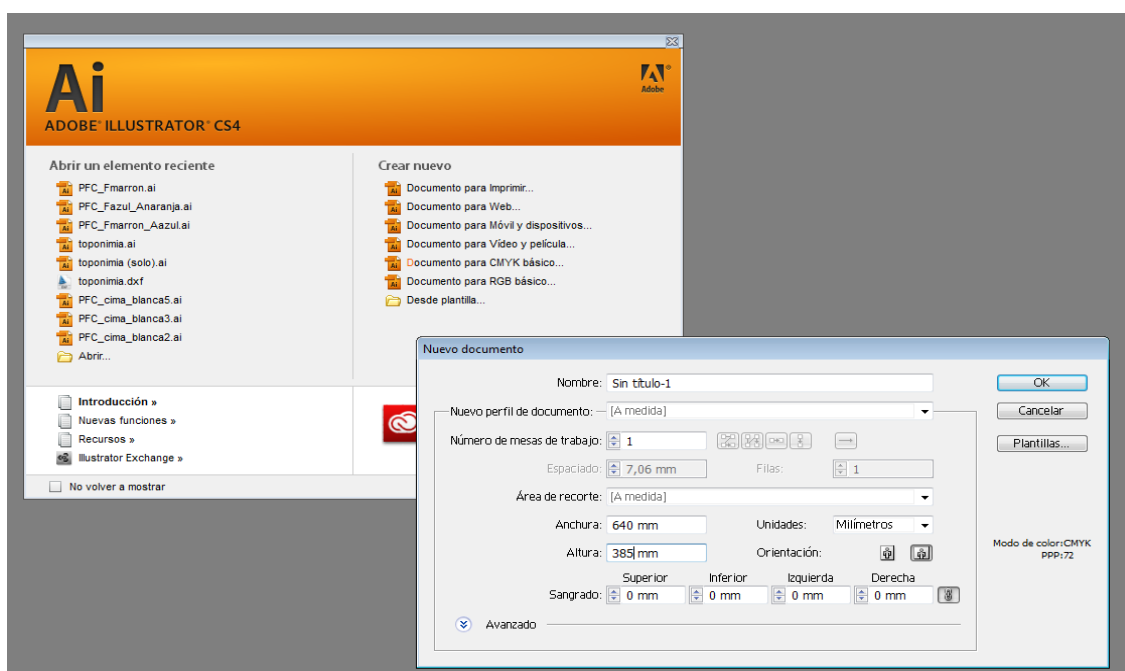 Ai
Adobe
ADOBE® ILLUSTRATOR® CS4
Abrir un elemento reciente
PFC_Fmarron.ai
PFC_Fazul_Anaranja.ai
PFC_Fmarron_Aazul.ai
toponimia.ai
toponimia (solo).ai
toponimia.dxf
PFC_cima_blanca5.ai
PFC_cima_blanca3.ai
PFC_cima_blanca2.ai
Abrir...
Crear nuevo
Documento para Imprimir...
Documento para Web...
Documento para Móvil y dispositivos...
Documento para Vídeo y película...
Documento para CMYK básico...
Documento para RGB básico...
Desde plantilla...
Introducción »
Nuevas funciones »
Recursos »
Illustrator Exchange »
No volver a mostrar
Nuevo documento
Nombre: Sin título-1
OK
Nuevo perfil de documento: [A medida]
Cancelar
Número de mesas de trabajo: 1
Plantillas...
Espaciado: 7,06 mm Filas: 1
Área de recorte: [A medida]
Anchura: 640 mm Unidades: Milímetros
Altura: 385 mm Orientación:
Modo de color:CMYK
PPP:72
Superior Inferior Izquierda Derecha
Sangrado: 0 mm 0 mm 0 mm 0 mm
Avanzado